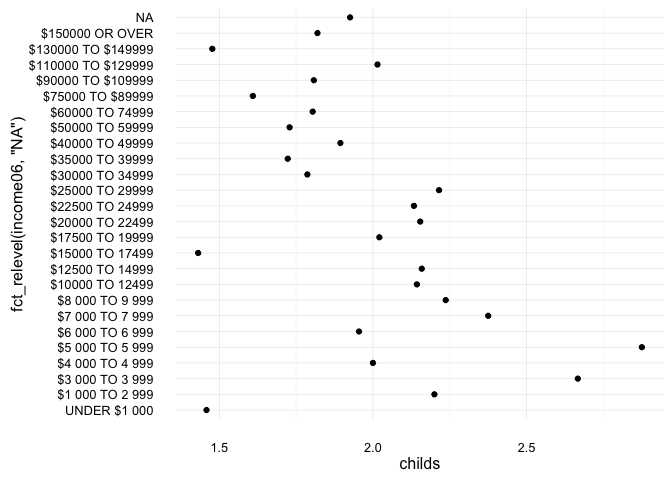 NA
$150000 OR OVER
$130000 TO $149999
$110000 TO $129999
$90000 TO $109999
$75000 TO $89999
$60000 TO 74999
$50000 TO 59999
$40000 TO 49999
$35000 TO 39999
$30000 TO 34999
$25000 TO 29999
$22500 TO 24999
$20000 TO 22499
$17500 TO 19999
$15000 TO 17499
$12500 TO 14999
$10000 TO 12499
$8 000 TO 9 999
$7 000 TO 7 999
$6 000 TO 6 999
$5 000 TO 5 999
$4 000 TO 4 999
$3 000 TO 3 999
$1 000 TO 2 999
UNDER $1 000
fct_relevel(income06, "NA")
1.5 2.0 2.5
childs